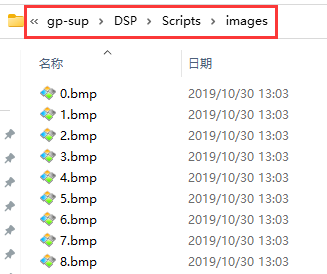 « gp-sup > DSP > Scripts > images
名称 日期
0.bmp 2019/10/30 13:03
1.bmp 2019/10/30 13:03
2.bmp 2019/10/30 13:03
3.bmp 2019/10/30 13:03
4.bmp 2019/10/30 13:03
5.bmp 2019/10/30 13:03
6.bmp 2019/10/30 13:03
7.bmp 2019/10/30 13:03
8.bmp 2019/10/30 13:03